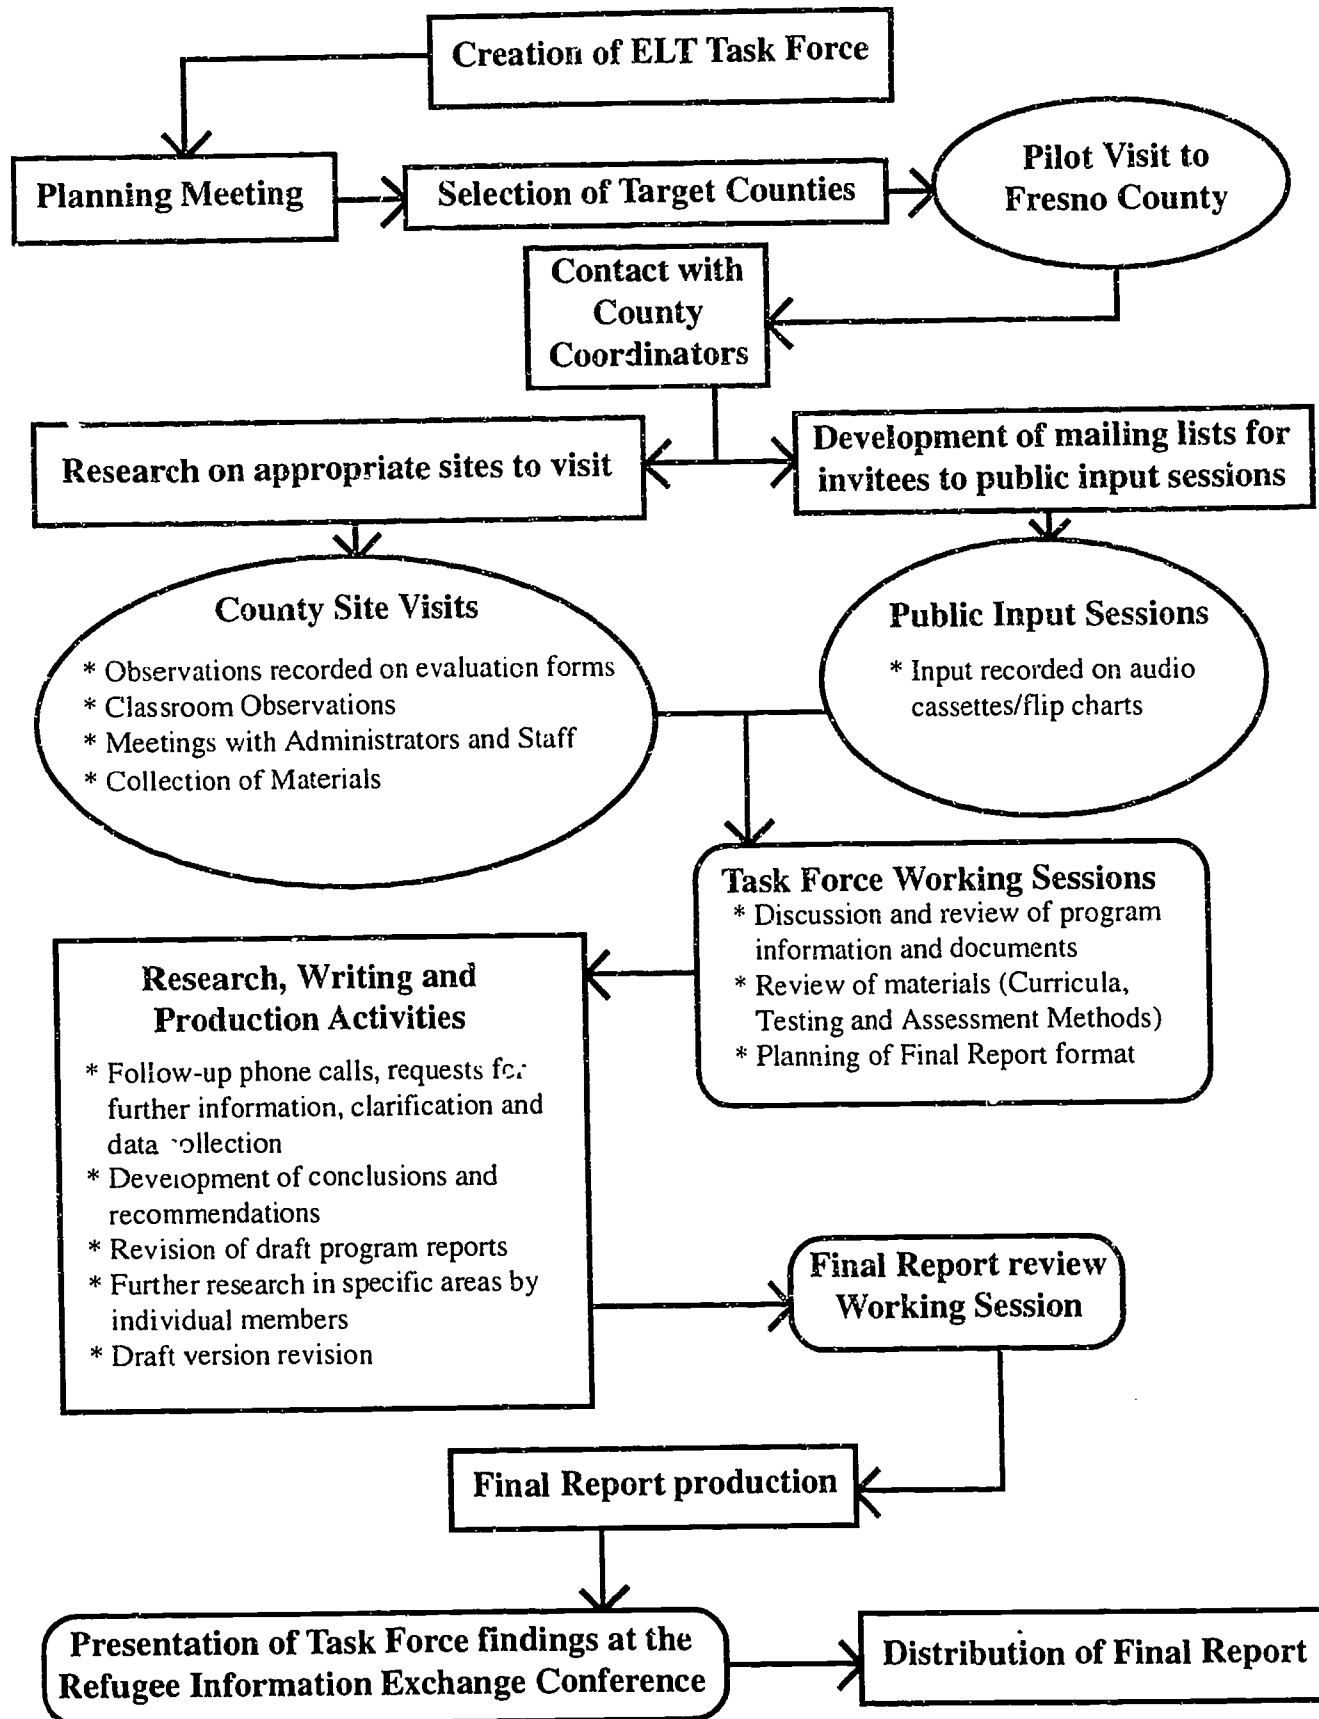 Creation of ELT Task Force
Planning Meeting
Selection of Target Counties
Pilot Visit to
Fresno County
Contact with
County
Coordinators
Research on appropriate sites to visit
Development of mailing lists for
invitees to public input sessions
County Site Visits
* Observations recorded on evaluation forms
* Classroom Observations
* Meetings with Administrators and Staff
* Collection of Materials
Public Input Sessions
* Input recorded on audio
cassettes/flip charts
Task Force Working Sessions
* Discussion and review of program
information and documents
* Review of materials (Curricula,
Testing and Assessment Methods)
* Planning of Final Report format
Research, Writing and
Production Activities
* Follow-up phone calls, requests for
further information, clarification and
data collection
* Development of conclusions and
recommendations
* Revision of draft program reports
* Further research in specific areas by
individual members
* Draft version revision
Final Report review
Working Session
Final Report production
Presentation of Task Force findings at the
Refugee Information Exchange Conference
Distribution of Final Report